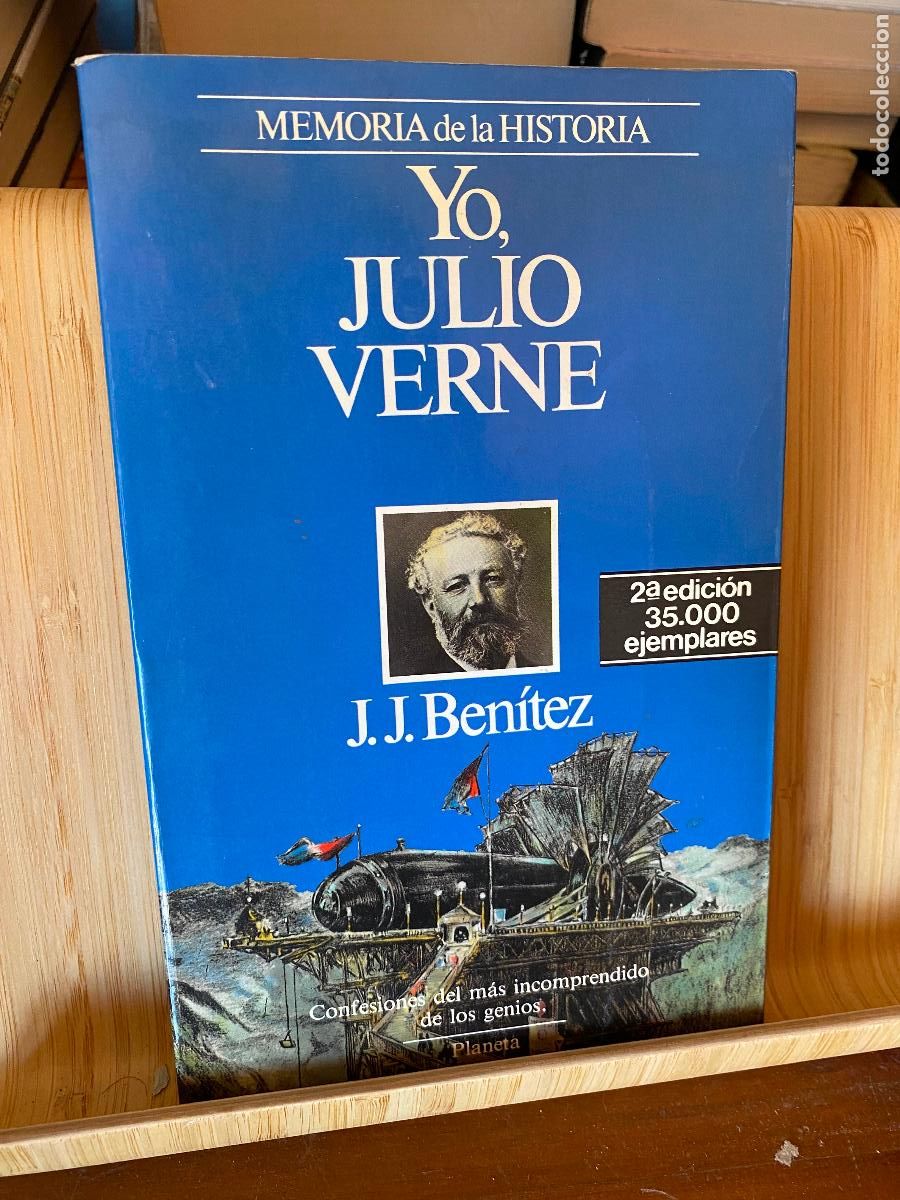 MEMORIA de la HISTORIA
Yo,
JULIO
VERNE
2ª edición
35.000
ejemplares
J. J. Benítez
Confesiones del más incomprendido
de los genios.
Planeta
todocoleccion